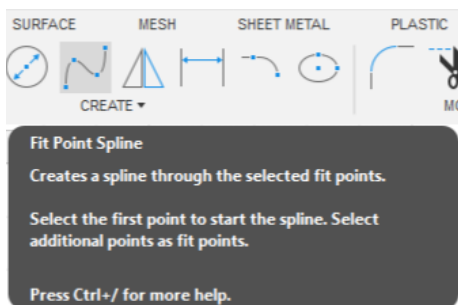 SURFACE MESH SHEET METAL PLASTIC
CREATE ▾
Fit Point Spline
Creates a spline through the selected fit points.
Select the first point to start the spline. Select
additional points as fit points.
Press Ctrl+/ for more help.